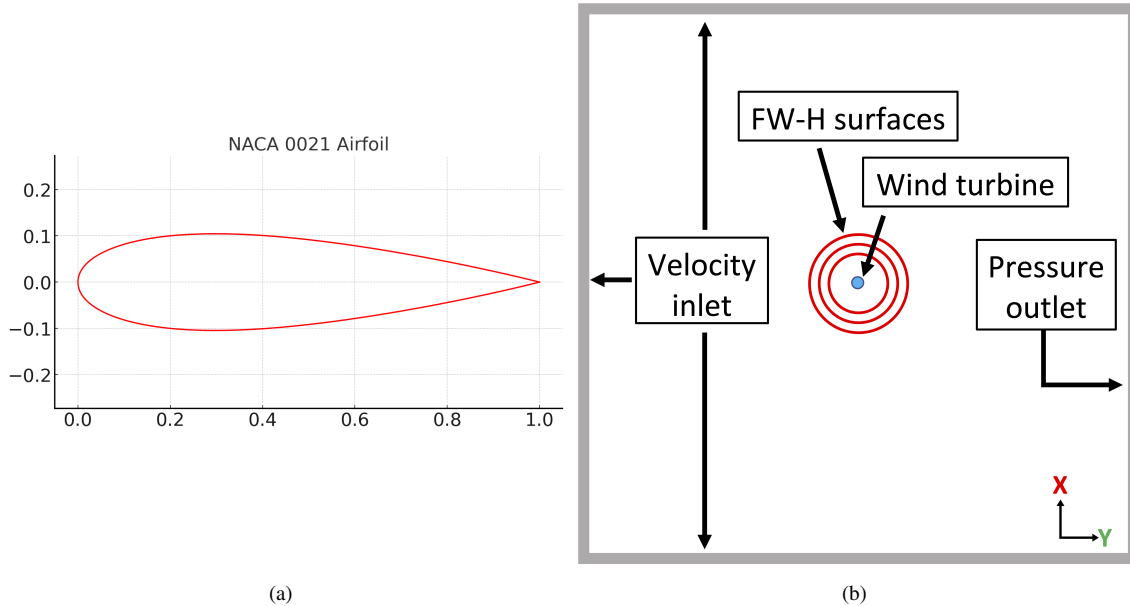 NACA 0021 Airfoil
0.2
0.1
0.0
−0.1
−0.2
0.0 0.2 0.4 0.6 0.8 1.0
(a)
FW-H surfaces
Wind turbine
Velocity
inlet
Pressure
outlet
X
Y
(b)